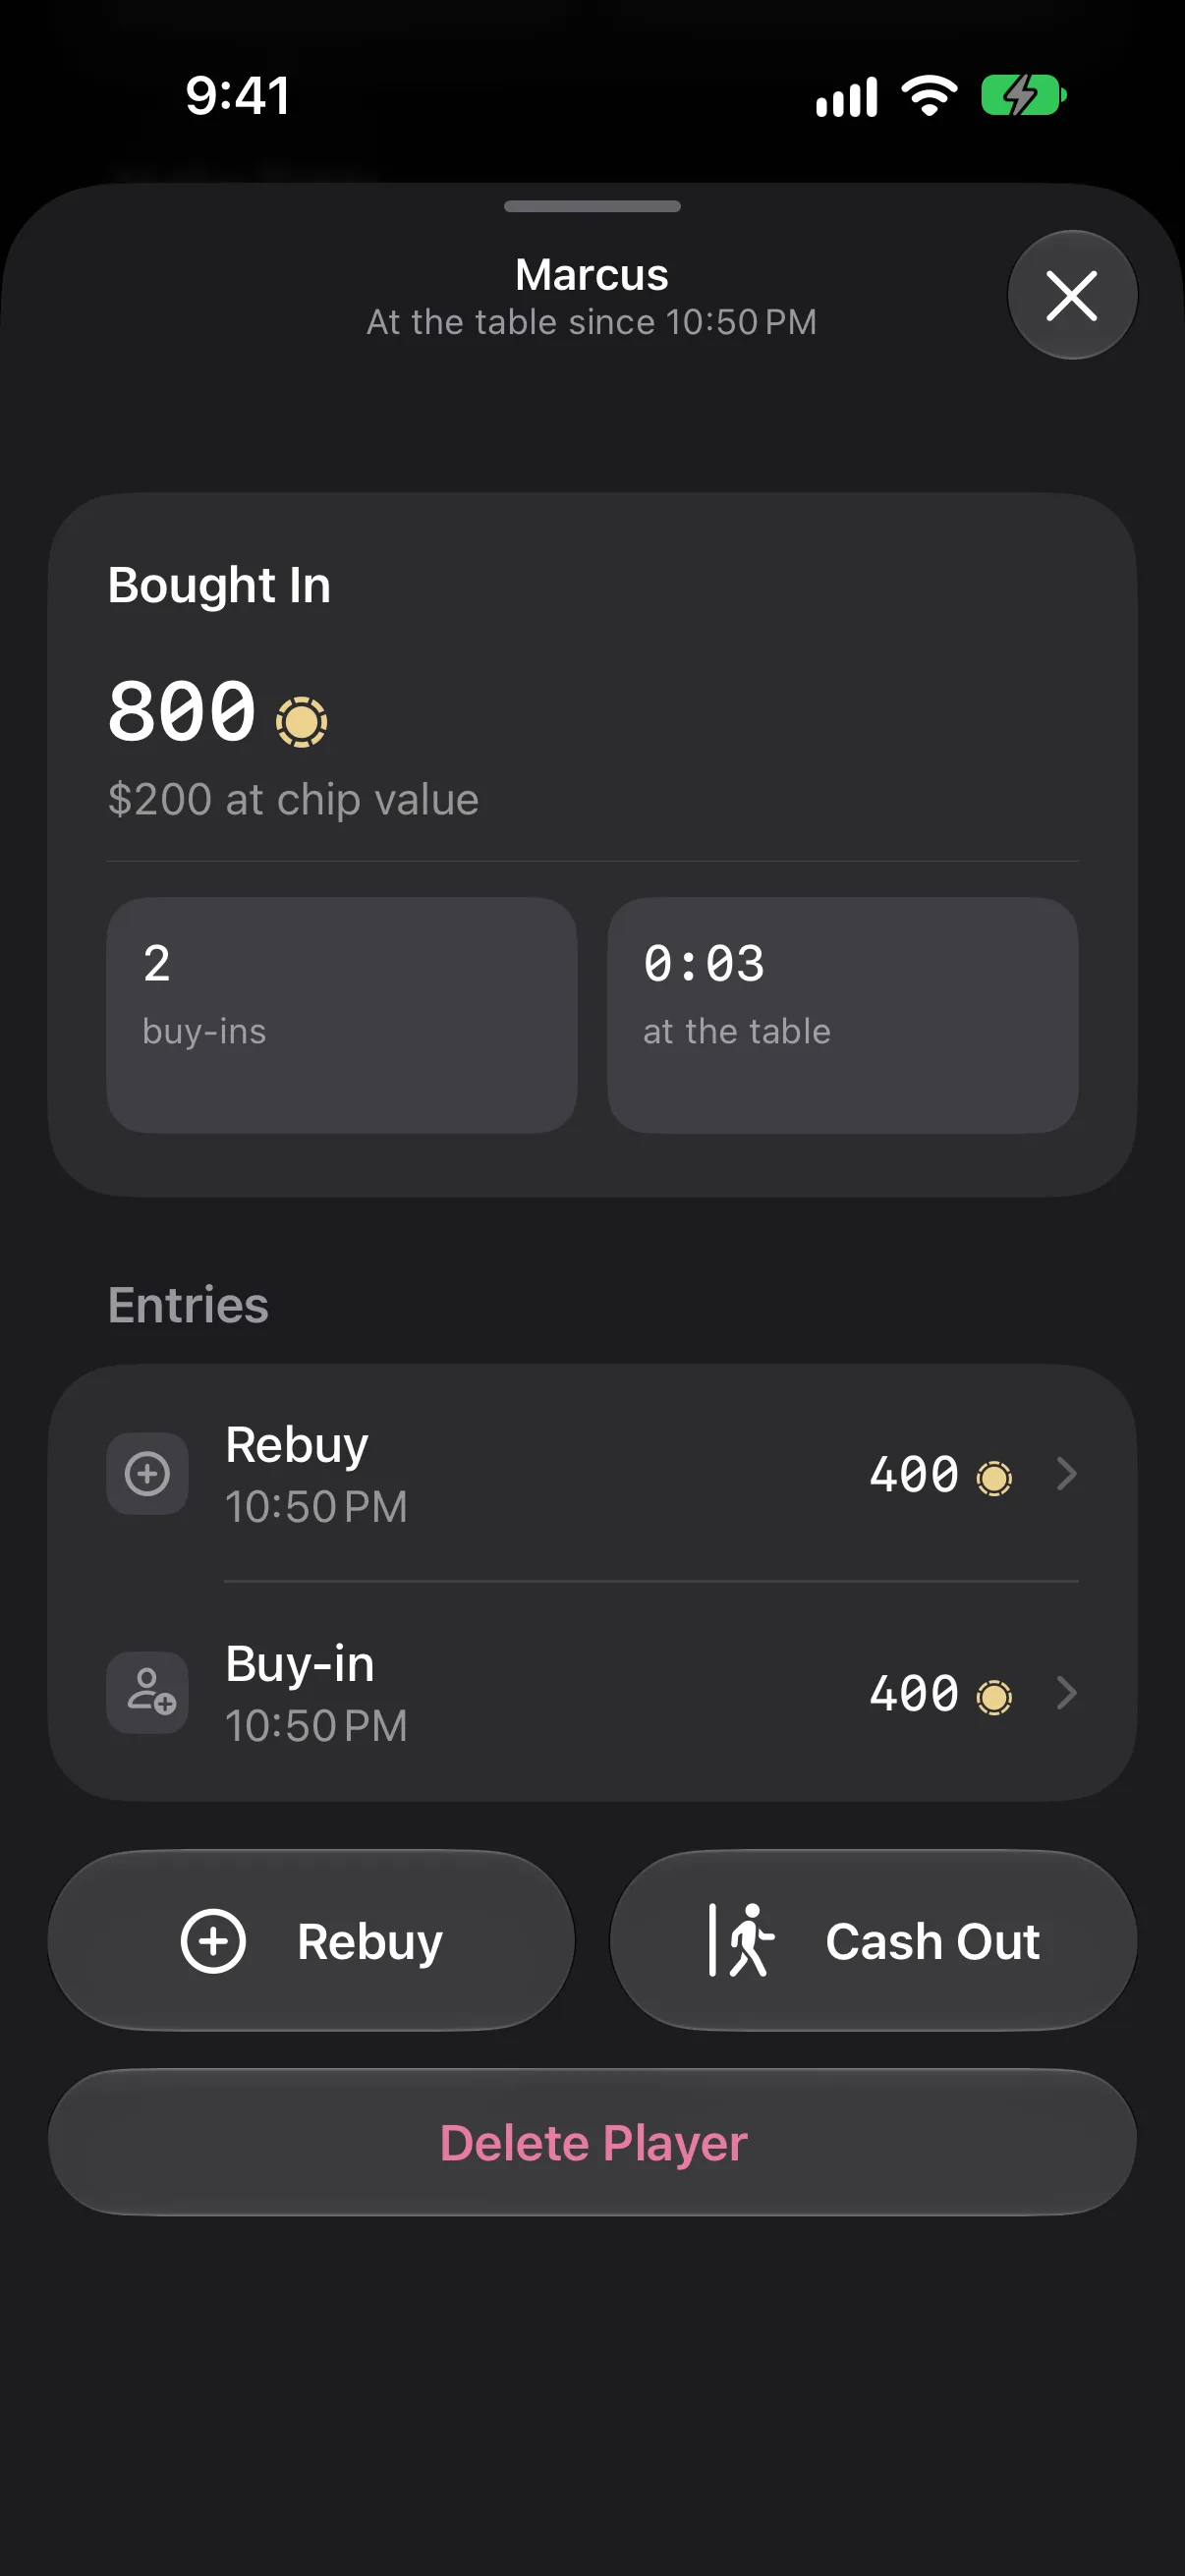 9:41
Marcus
At the table since 10:50 PM
Bought In
800
$200 at chip value
2
buy-ins
0:03
at the table
Entries
Rebuy
10:50 PM
400
Buy-in
10:50 PM
400
Rebuy
Cash Out
Delete Player